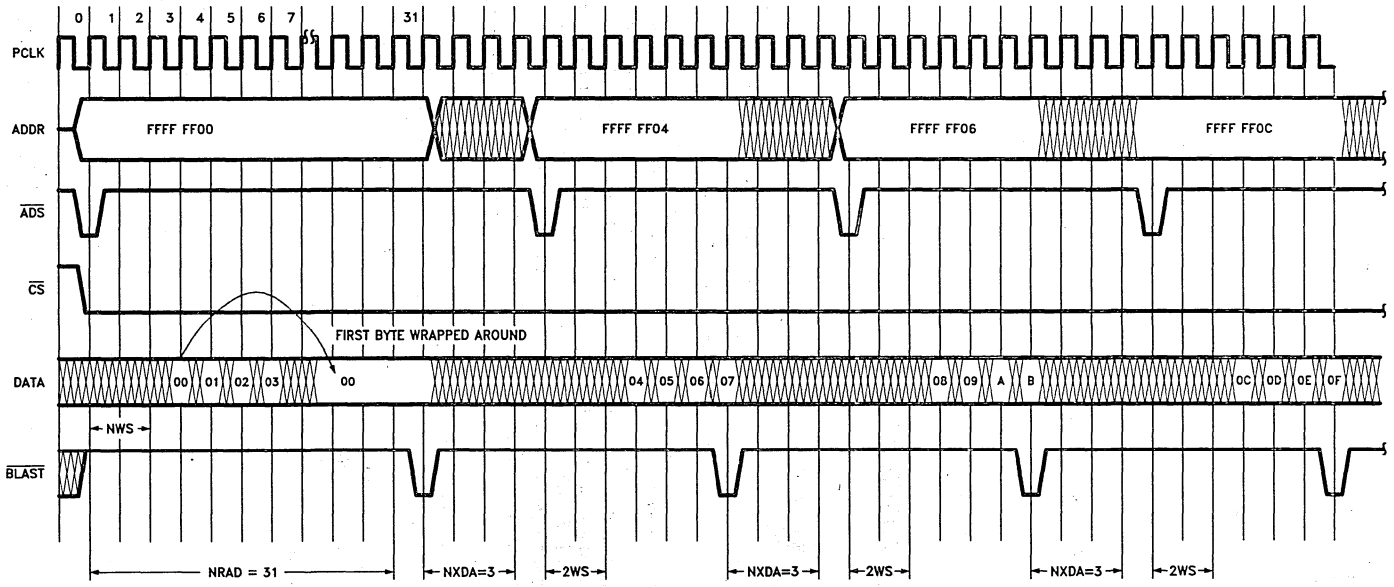 0 1 2 3 4 5 6 7 31
PCLK
ADDR FFFF FF00 FFFF FF04 FFFF FF06 FFFF FF0C
ADS
CS
FIRST BYTE WRAPPED AROUND
DATA 00 01 02 03 00 04 05 06 07 08 09 A B 0C 0D 0E 0F
NWS
BLAST
NRAD = 31 NXDA=3 2WS NXDA=3 2WS NXDA=3 2WS